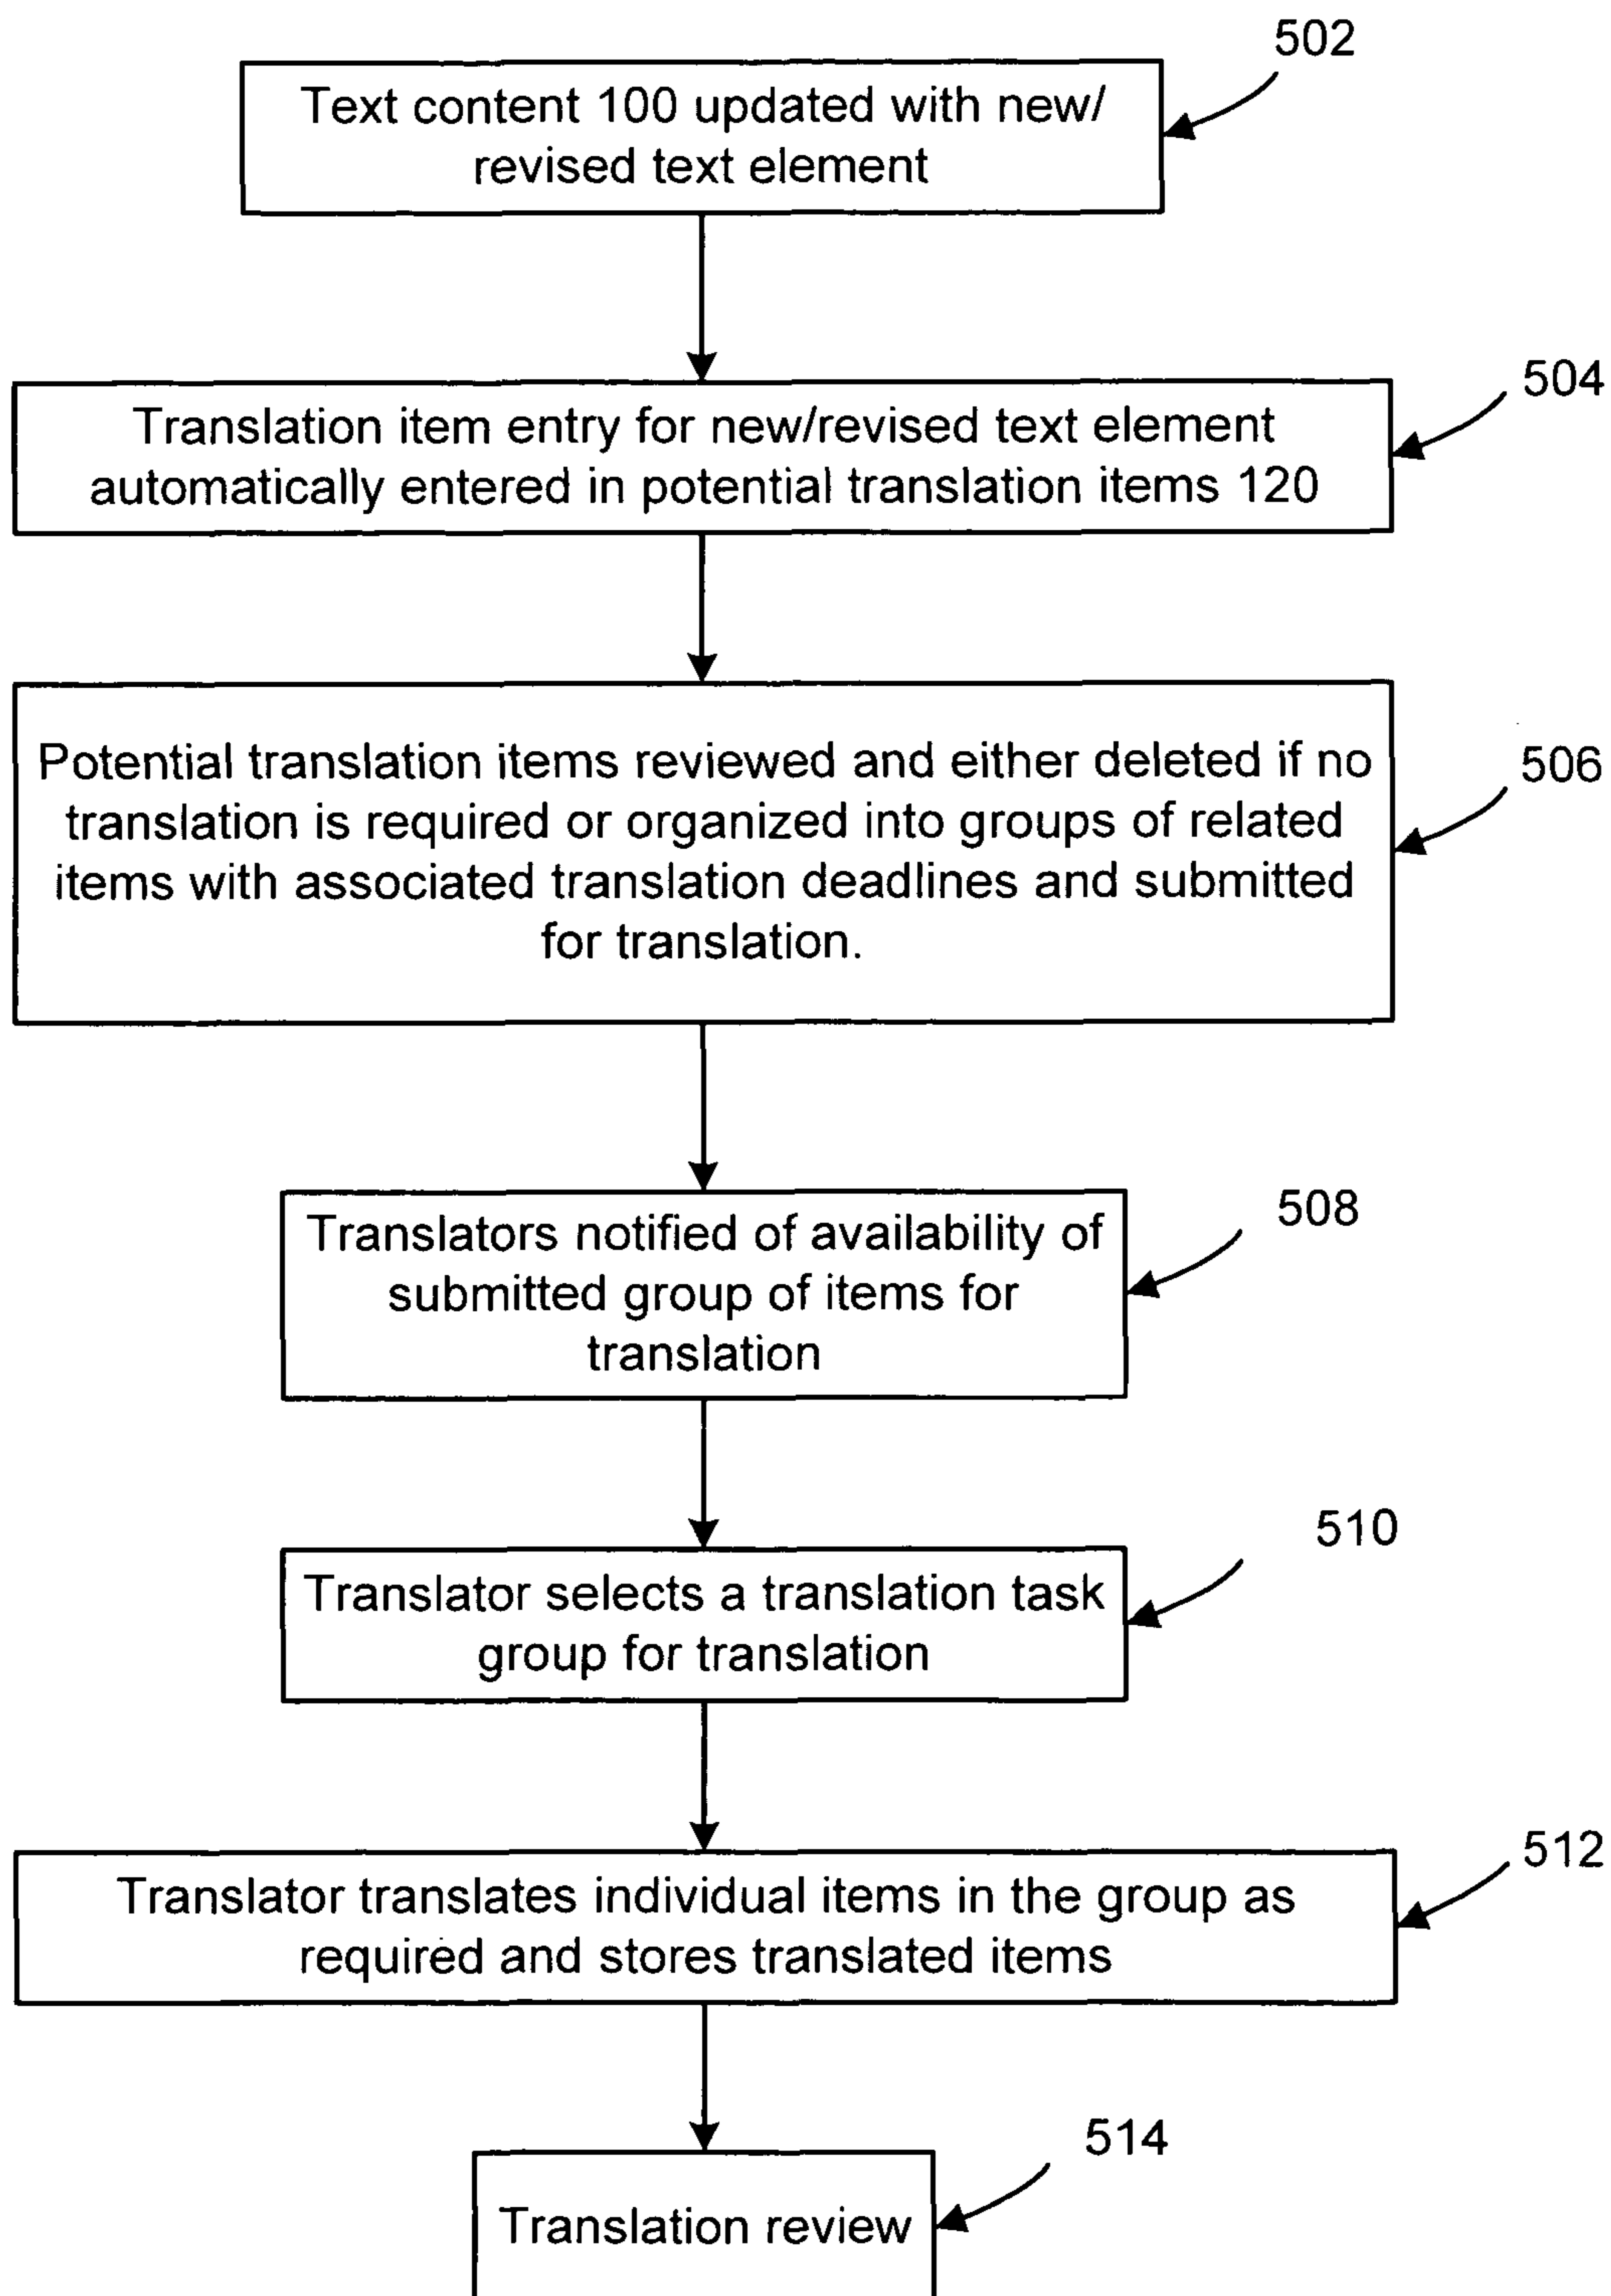 502
Text content 100 updated with new/
revised text element
504
Translation item entry for new/revised text element
automatically entered in potential translation items 120
506
Potential translation items reviewed and either deleted if no
translation is required or organized into groups of related
items with associated translation deadlines and submitted
for translation.
508
Translators notified of availability of
submitted group of items for
translation
510
Translator selects a translation task
group for translation
512
Translator translates individual items in the group as
required and stores translated items
514
Translation review